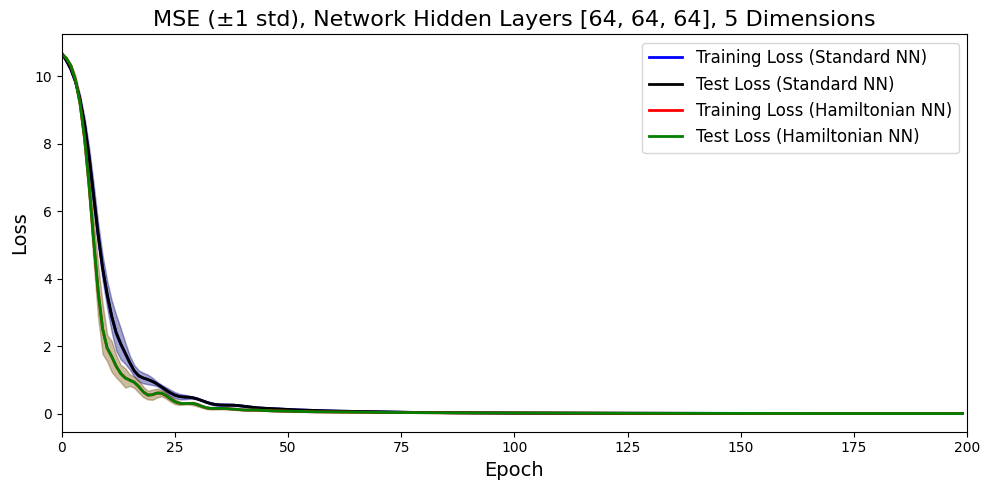 MSE (±1 std), Network Hidden Layers [64, 64, 64], 5 Dimensions
Training Loss (Standard NN)
Test Loss (Standard NN)
Training Loss (Hamiltonian NN)
Test Loss (Hamiltonian NN)
Loss
10
8
6
4
2
0
0 25 50 75 100 125 150 175 200
Epoch